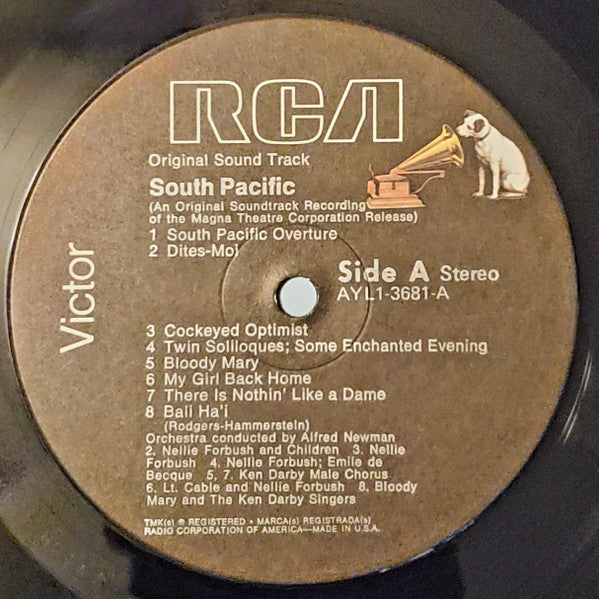 RCA
Original Sound Track
South Pacific
(An Original Soundtrack Recording
of the Magna Theatre Corporation Release)
1 South Pacific Overture
2 Dites-Moi
Victor
Side A Stereo
AYL1-3681-A
3 Cockeyed Optimist
4 Twin Soliloques; Some Enchanted Evening
5 Bloody Mary
6 My Girl Back Home
7 There Is Nothin' Like a Dame
8 Bali Ha'i
(Rodgers-Hammerstein)
Orchestra conducted by Alfred Newman
2. Nellie Forbush and Children 3. Nellie
Forbush 4. Nellie Forbush; Emile de
Becque 5, 7. Ken Darby Male Chorus
6. Lt. Cable and Nellie Forbush 8, Bloody
Mary and The Ken Darby Singers
TMK(s) ® REGISTERED • MARCA(s) REGISTRADA(s)
RADIO CORPORATION OF AMERICA—MADE IN U.S.A.